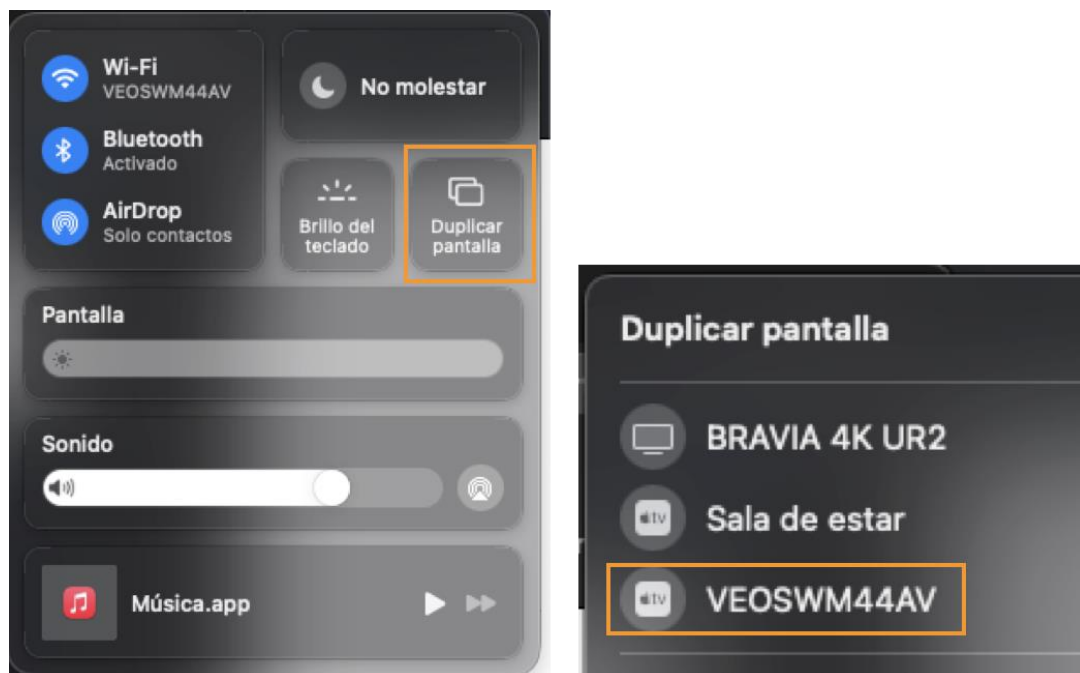 Wi-Fi
VEOSWM44AV
Bluetooth
Activado
AirDrop
Solo contactos
No molestar
Brillo del
teclado
Duplicar
pantalla
Pantalla
Sonido
Música.app
Duplicar pantalla
BRAVIA 4K UR2
tv
Sala de estar
tv
VEOSWM44AV